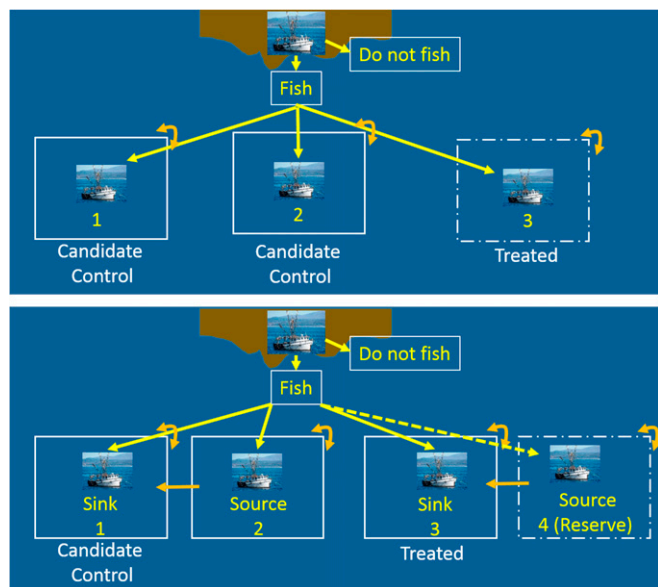 Do not fish
Fish
1
2
3
Candidate
Control
Candidate
Control
Treated
Do not fish
Fish
Sink
1
Source
2
Sink
3
Source
4 (Reserve)
Candidate
Control
Treated